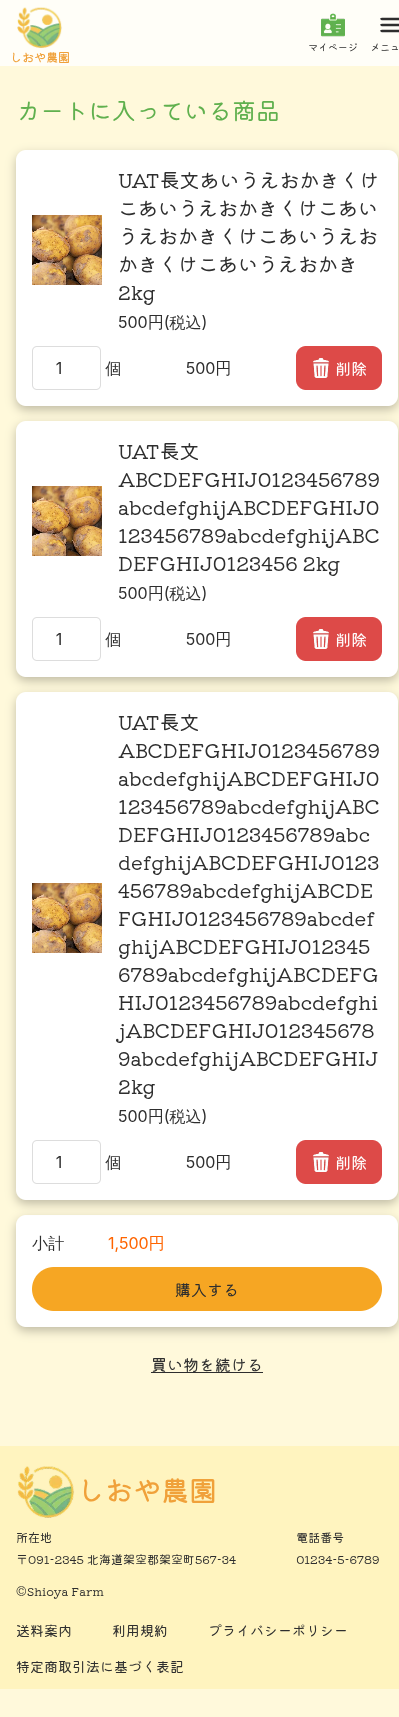 しおや農園
マイページ
メニュ
カートに入っている商品
UAT長文あいうえおかきくけ
こあいうえおかきくけこあい
うえおかきくけこあいうえお
かきくけこあいうえおかき
2kg
500円(税込)
1 個 500円 削除
UAT長文
ABCDEFGHIJ0123456789
abcdefghijABCDEFGHIJ0
123456789abcdefghijABC
DEFGHIJ0123456 2kg
500円(税込)
1 個 500円 削除
UAT長文
ABCDEFGHIJ0123456789
abcdefghijABCDEFGHIJ0
123456789abcdefghijABC
DEFGHIJ0123456789abc
defghijABCDEFGHIJ0123
456789abcdefghijABCDE
FGHIJ0123456789abcdef
ghijABCDEFGHIJ012345
6789abcdefghijABCDEFG
HIJ0123456789abcdefghi
jABCDEFGHIJ012345678
9abcdefghijABCDEFGHIJ
2kg
500円(税込)
1 個 500円 削除
小計 1,500円
購入する
買い物を続ける
しおや農園
所在地 電話番号
〒091-2345 北海道架空郡架空町567-34 01234-5-6789
©Shioya Farm
送料案内 利用規約 プライバシーポリシー
特定商取引法に基づく表記